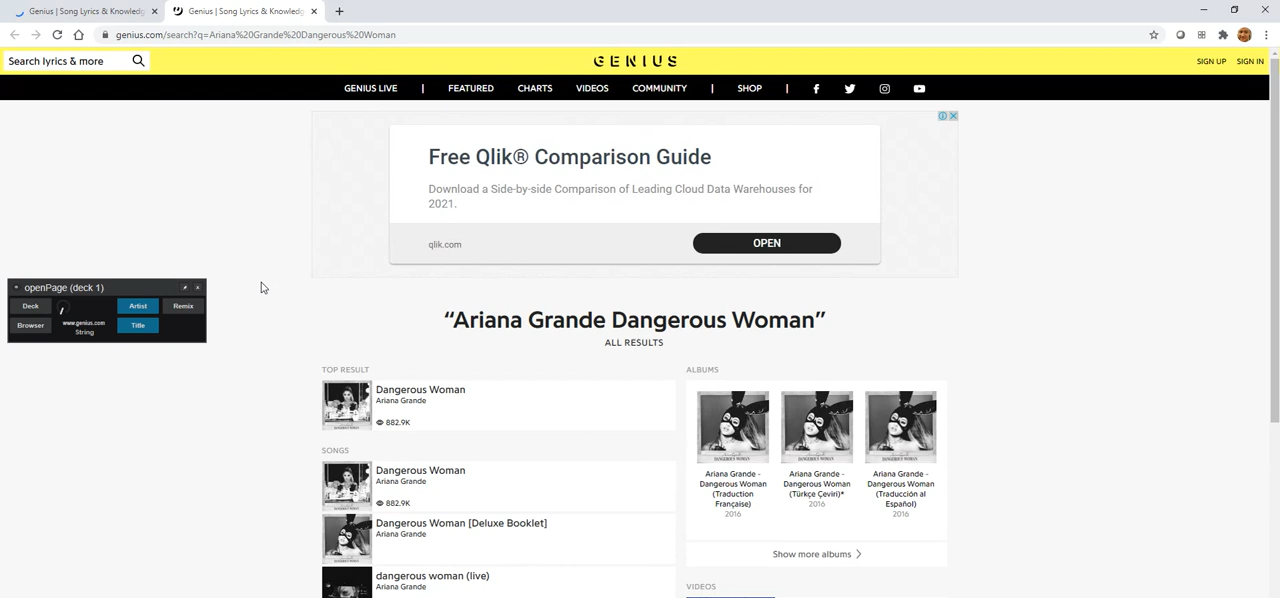 Genius | Song Lyrics & Knowledg
Genius | Song Lyrics & Knowledg
genius.com/search?q=Ariana%20Grande%20Dangerous%20Woman
Search lyrics & more
GENIUS
SIGN UP
SIGN IN
GENIUS LIVE | FEATURED CHARTS VIDEOS COMMUNITY | SHOP |
Free Qlik® Comparison Guide
Download a Side-by-side Comparison of Leading Cloud Data Warehouses for
2021.
qlik.com
OPEN
openPage (deck 1)
Deck
Artist
Remix
Browser
www.genius.com
String
Title
“Ariana Grande Dangerous Woman”
ALL RESULTS
TOP RESULT
Dangerous Woman
Ariana Grande
882.9K
SONGS
Dangerous Woman
Ariana Grande
882.9K
Dangerous Woman [Deluxe Booklet]
Ariana Grande
dangerous woman (live)
Ariana Grande
ALBUMS
DANGEROUS WOMAN
DANGEROUS WOMAN
DANGEROUS WOMAN
Ariana Grande -
Dangerous Woman
(Traduction
Française)
2016
Ariana Grande -
Dangerous Woman
(Türkçe Çeviri)*
2016
Ariana Grande -
Dangerous Woman
(Traducción al
Español)
2016
Show more albums
VIDEOS